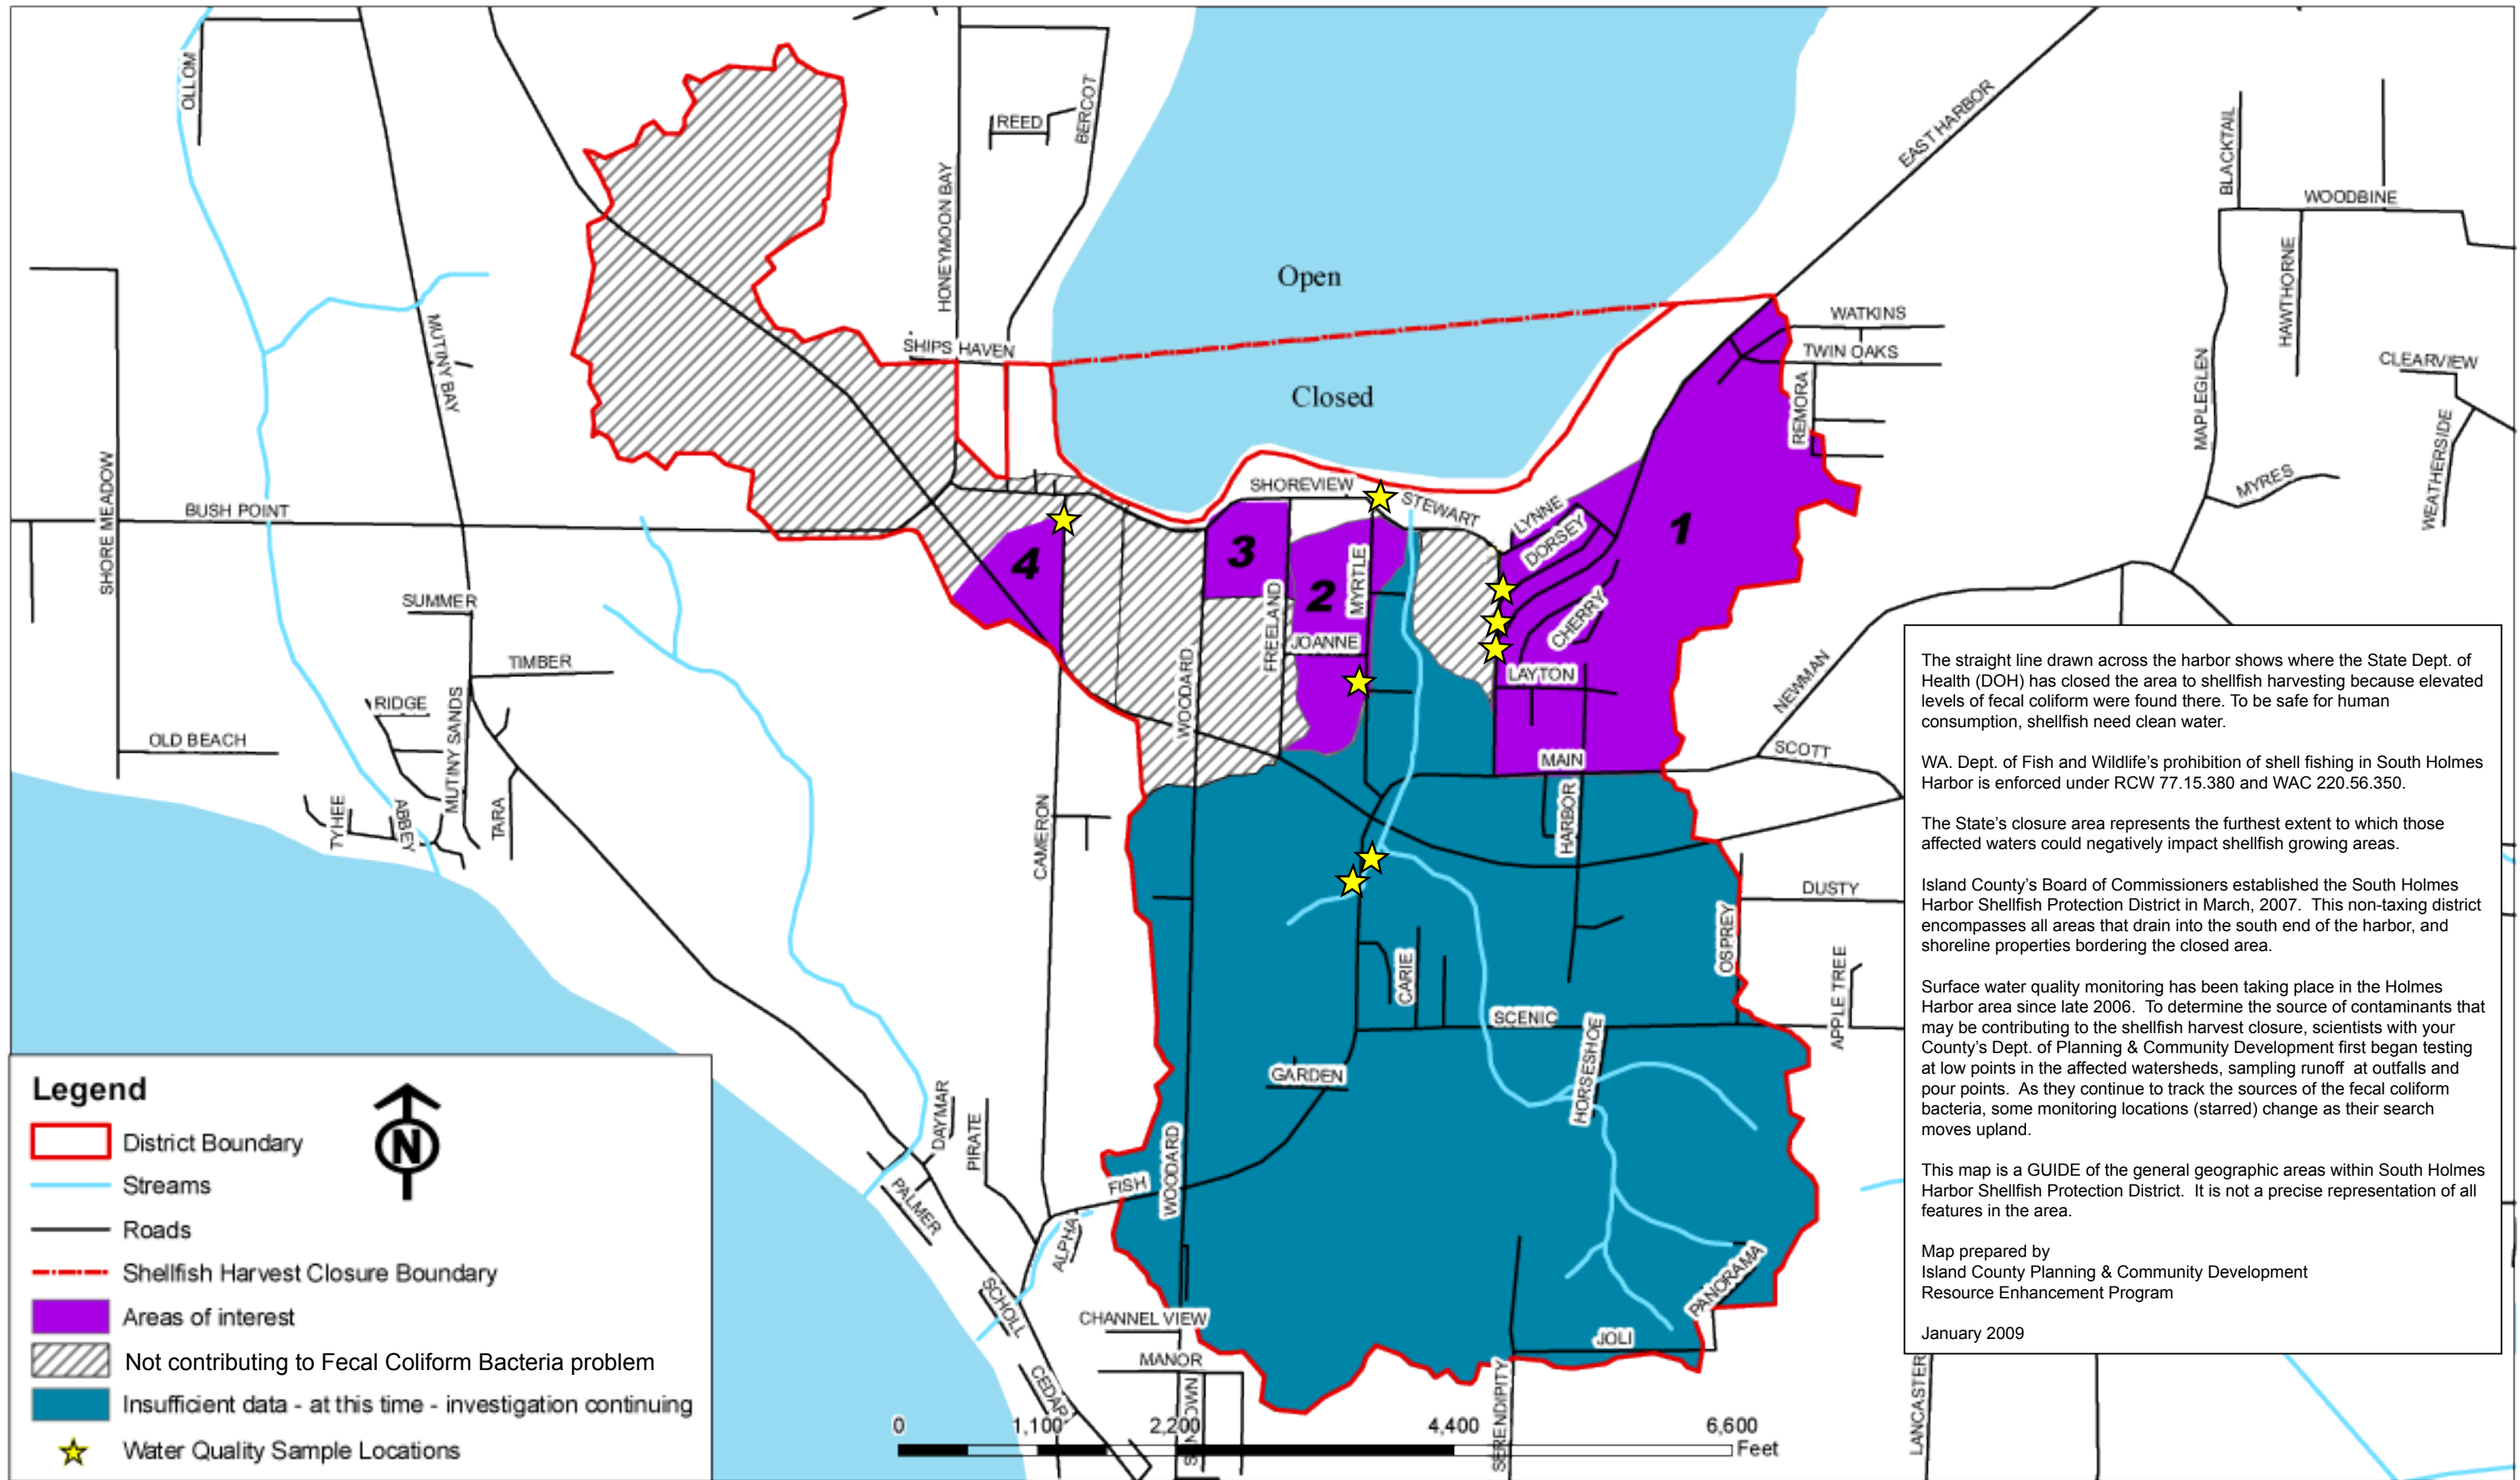 OLLOM
REED
BERCOT
HONEYMOON BAY
EAST HARBOR
BLACKTAIL
WOODBINE
HAWTHORNE
Open
WATKINS
TWIN OAKS
CLEARVIEW
MUTINY BAY
SHIPS HAVEN
Closed
REMORA
MAPLEGLEN
WEATHERSIDE
MYRES
SHORE MEADOW
BUSH POINT
SHOREVIEW
STEWART
LYNNE
DORSEY
CHERRY
1
2
3
4
MYRTLE
FREELAND
JOANNE
LAYTON
SUMMER
TIMBER
RIDGE
OLD BEACH
MUTINY SANDS
TYHEE
ABBEY
TARA
WOODARD
CAMERON
MAIN
HARBOR
NEWMAN
SCOTT
DUSTY
OSPREY
APPLE TREE
CARIE
SCENIC
HORSESHOE
GARDEN
DAYMAR
PIRATE
PALMER
FISH
WOODARD
ALPHA
SCHOLL
CHANNEL VIEW
MANOR
CEDAR
PANORAMA
JOLI
SERENDIPITY
LANCASTER
The straight line drawn across the harbor shows where the State Dept. of
Health (DOH) has closed the area to shellfish harvesting because elevated
levels of fecal coliform were found there. To be safe for human
consumption, shellfish need clean water.
WA. Dept. of Fish and Wildlife’s prohibition of shell fishing in South Holmes
Harbor is enforced under RCW 77.15.380 and WAC 220.56.350.
The State’s closure area represents the furthest extent to which those
affected waters could negatively impact shellfish growing areas.
Island County’s Board of Commissioners established the South Holmes
Harbor Shellfish Protection District in March, 2007. This non-taxing district
encompasses all areas that drain into the south end of the harbor, and
shoreline properties bordering the closed area.
Surface water quality monitoring has been taking place in the Holmes
Harbor area since late 2006. To determine the source of contaminants that
may be contributing to the shellfish harvest closure, scientists with your
County’s Dept. of Planning & Community Development first began testing
at low points in the affected watersheds, sampling runoff at outfalls and
pour points. As they continue to track the sources of the fecal coliform
bacteria, some monitoring locations (starred) change as their search
moves upland.
This map is a GUIDE of the general geographic areas within South Holmes
Harbor Shellfish Protection District. It is not a precise representation of all
features in the area.
Map prepared by
Island County Planning & Community Development
Resource Enhancement Program
January 2009
Legend
N
District Boundary
Streams
Roads
Shellfish Harvest Closure Boundary
Areas of interest
Not contributing to Fecal Coliform Bacteria problem
Insufficient data - at this time - investigation continuing
Water Quality Sample Locations
0 1,100 2,200 4,400 6,600
Feet